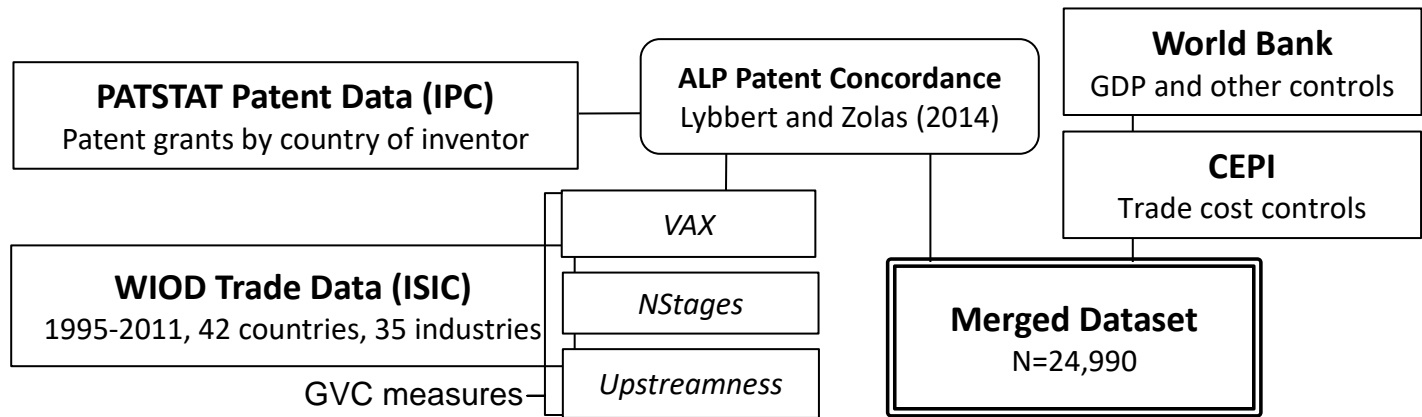 PATSTAT Patent Data (IPC)
Patent grants by country of inventor
ALP Patent Concordance
Lybbert and Zolas (2014)
World Bank
GDP and other controls
CEPI
Trade cost controls
WIOD Trade Data (ISIC)
1995-2011, 42 countries, 35 industries
VAX
NStages
Upstreamness
GVC measures
Merged Dataset
N=24,990